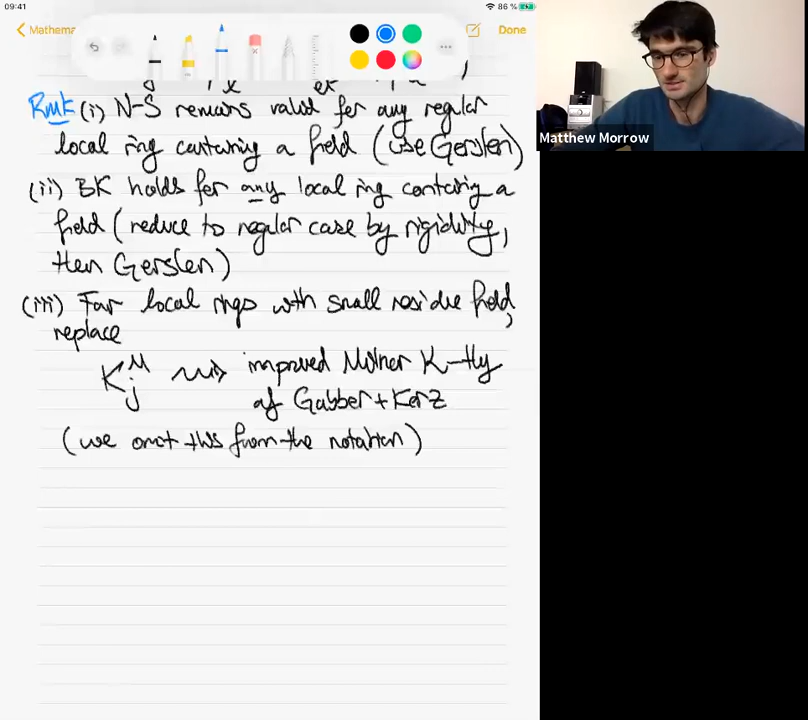 09:41
86 %
Mathema
Done
Matthew Morrow
Rmk (i) N-S remains valid for any regular
local ring containing a field (use Gersten)
(ii) BK holds for any local ring containing a
field (reduce to regular case by rigidity,
then Gersten)
(iii) For local rings with small residue field,
replace
K_j^M ⇝ improved Milnor K-thy
of Gabber + Kerz
(we omit this from the notation)